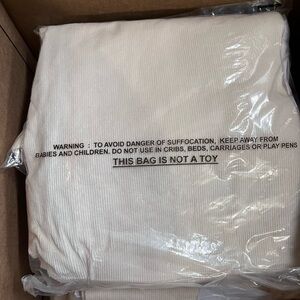 WARNING : TO AVOID DANGER OF SUFFOCATION, KEEP AWAY FROM
BABIES AND CHILDREN. DO NOT USE IN CRIBS, BEDS, CARRIAGES OR PLAY PENS
THIS BAG IS NOT A TOY